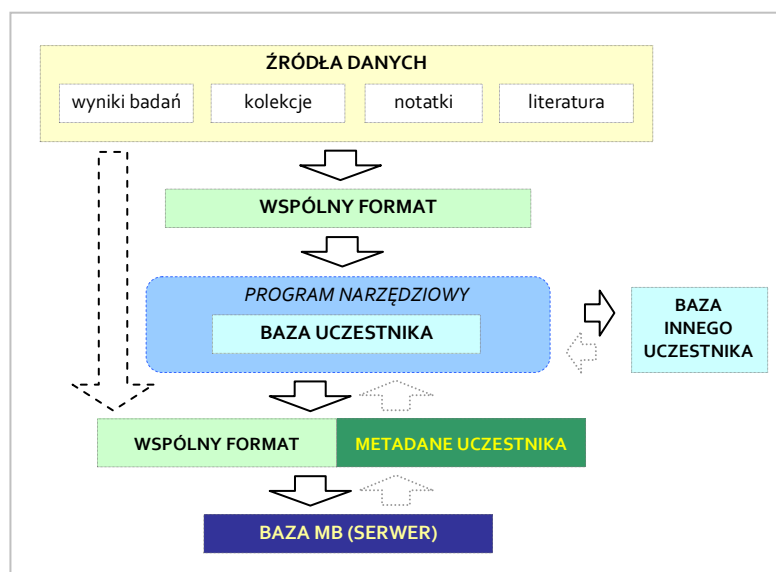 ŹRÓDŁA DANYCH
wyniki badań
kolekcje
notatki
literatura
WSPÓLNY FORMAT
PROGRAM NARZĘDZIOWY
BAZA UCZESTNIKA
BAZA
INNEGO
UCZESTNIKA
WSPÓLNY FORMAT
METADANE UCZESTNIKA
BAZA MB (SERWER)